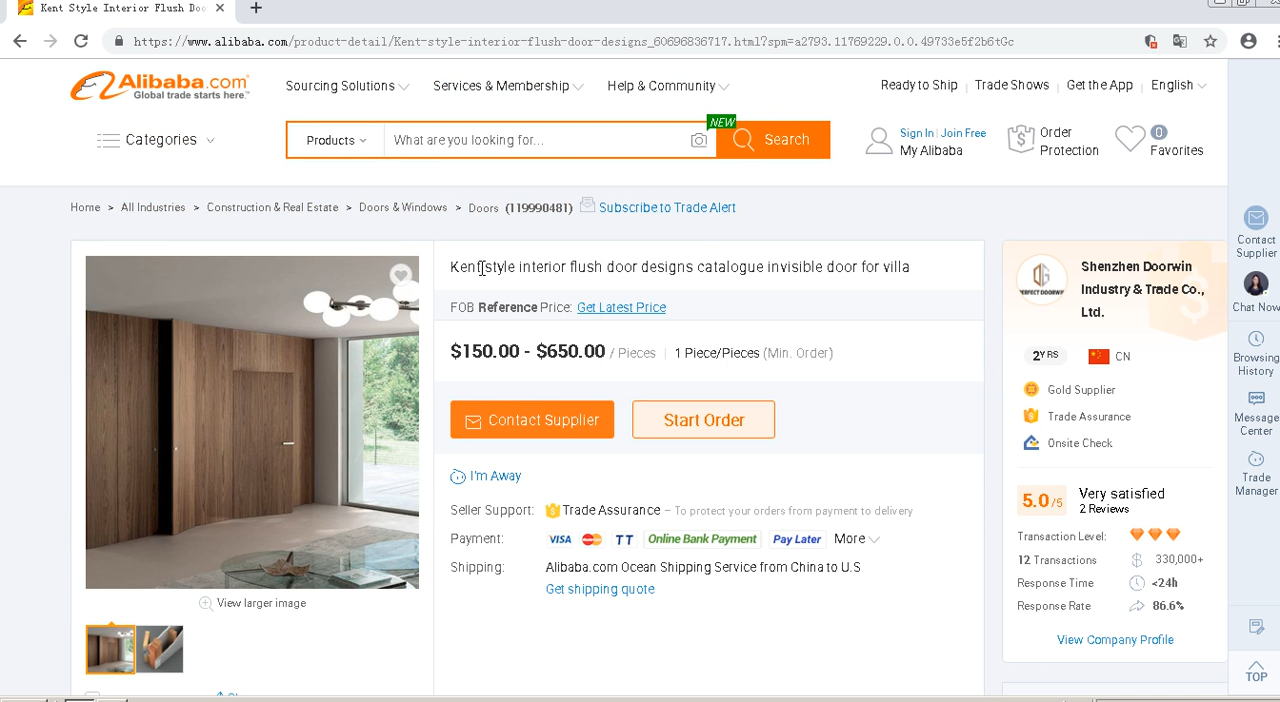 Kent Style Interior Flush Doo
https://www.alibaba.com/product-detail/Kent-style-interior-flush-door-designs_60696836717.html?spm=a2793.11769229.0.0.49733e5f2b6tGc
Alibaba.com
Global trade starts here.™
Sourcing Solutions
Services & Membership
Help & Community
Ready to Ship
Trade Shows
Get the App
English
Categories
Products
What are you looking for...
NEW
Search
Sign In | Join Free
My Alibaba
Order
Protection
0
Favorites
Home > All Industries > Construction & Real Estate > Doors & Windows > Doors (119990481)
Subscribe to Trade Alert
Kent style interior flush door designs catalogue invisible door for villa
FOB Reference Price: Get Latest Price
$150.00 - $650.00 / Pieces | 1 Piece/Pieces (Min. Order)
Contact Supplier
Start Order
I'm Away
Seller Support: Trade Assurance – To protect your orders from payment to delivery
Payment: VISA TT Online Bank Payment Pay Later More
Shipping: Alibaba.com Ocean Shipping Service from China to U.S
Get shipping quote
View larger image
Shenzhen Doorwin
Industry & Trade Co.,
Ltd.
2 YRS
CN
Gold Supplier
Trade Assurance
Onsite Check
5.0 /5
Very satisfied
2 Reviews
Transaction Level:
12 Transactions 330,000+
Response Time <24h
Response Rate 86.6%
View Company Profile
Contact
Supplier
Chat Now
Browsing
History
Message
Center
Trade
Manager
TOP